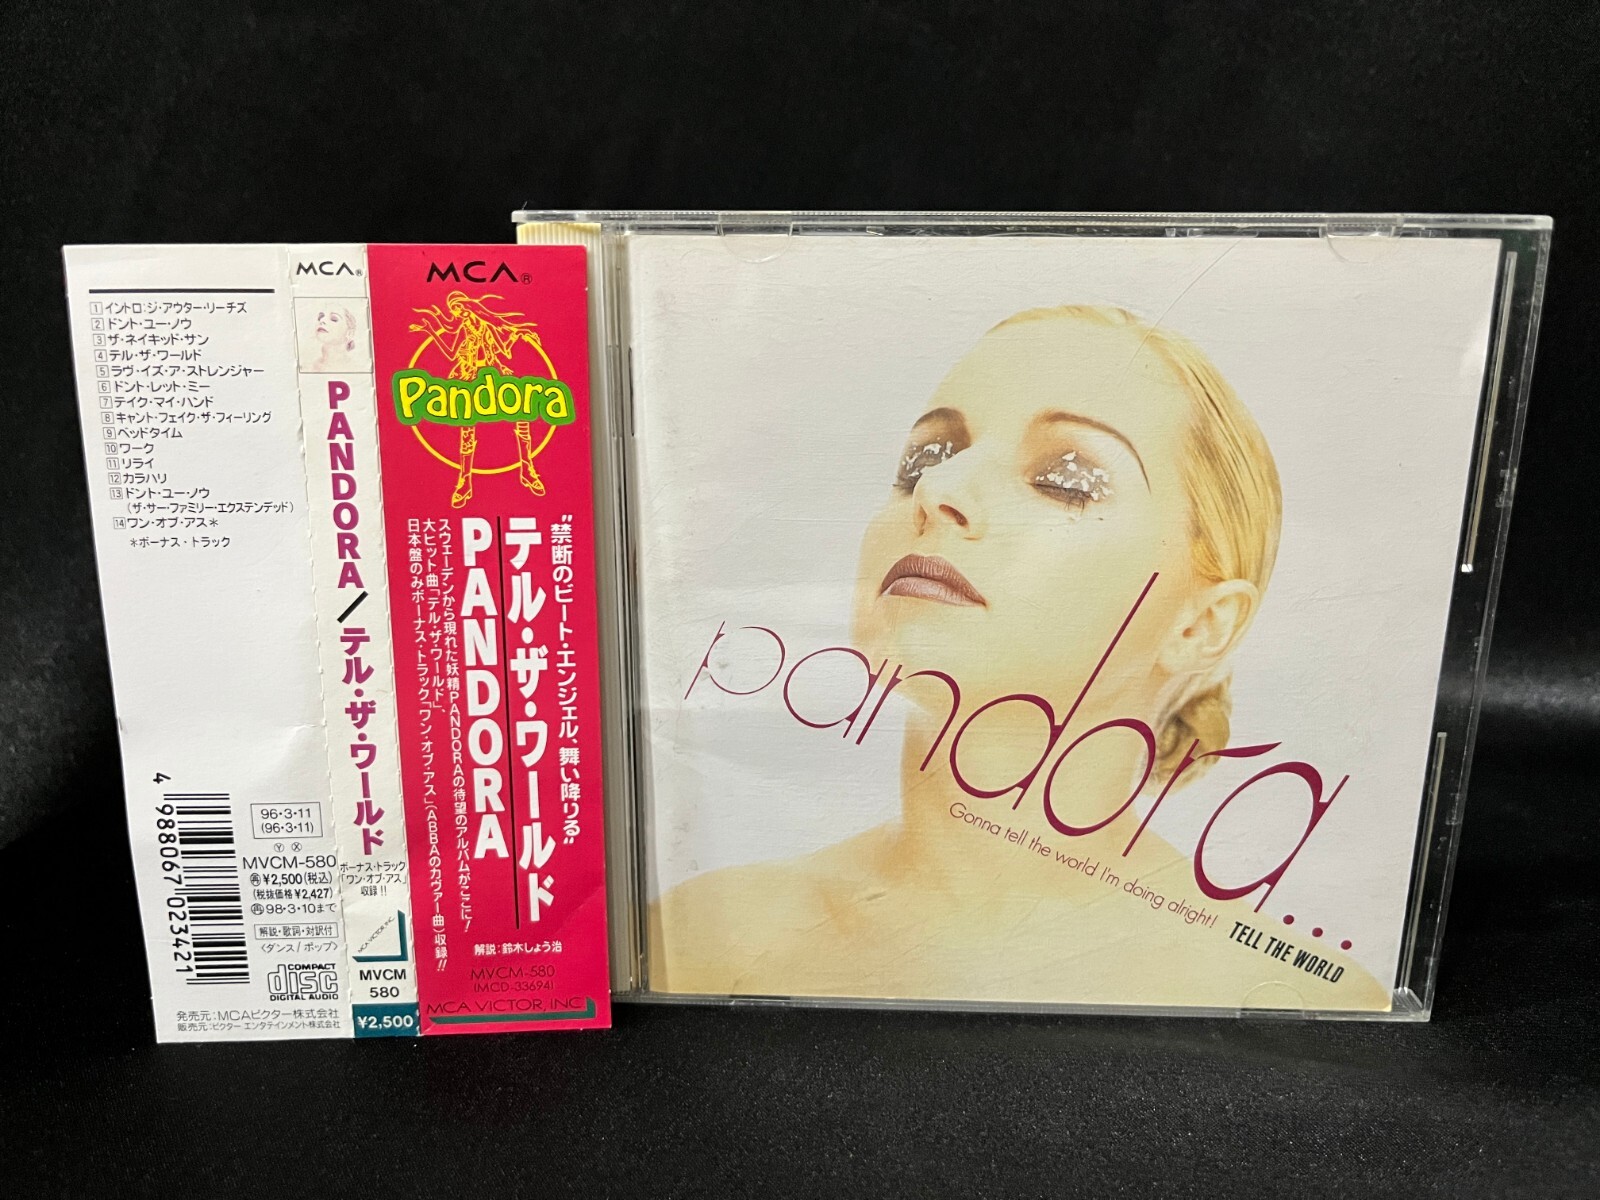 1 イントロ:ジ・アウター・リーチズ
2 ドント・ユー・ノウ
3 ザ・ネイキッド・サン
4 テル・ザ・ワールド
5 ラヴ・イズ・ア・ストレンジャー
6 ドント・レット・ミー
7 テイク・マイ・ハンド
8 キャント・フェイク・ザ・フィーリング
9 ベッドタイム
10 ワーク
11 リライ
12 カラハリ
13 ドント・ユー・ノウ
(ザ・サー・ファミリー・エクステンデッド)
14 ワン・オブ・アス*
*ボーナス・トラック
4 988067 023421
96・3・11
(96・3・11)
Ⓨ Ⓧ
MVCM-580
㊢¥2,500(税込)
(税抜価格¥2,427)
㊢98・3・10まで
解説・歌詞・対訳付
〈ダンス/ポップ〉
COMPACT
disc
DIGITAL AUDIO
発売元:MCAビクター株式会社
販売元:ビクター エンタテインメント株式会社
MCA®
PANDORA/テル・ザ・ワールド
ボーナス・トラック
「ワン・オブ・アス」
収録!!
MCA VICTOR, INC.
MVCM
580
¥2,500
MCA®
Pandora
"禁断のビート・エンジェル、舞い降りる"
テル・ザ・ワールド
PANDORA
スウェーデンから現れた妖精PANDORAの待望のアルバムがここに!
大ヒット曲「テル・ザ・ワールド」、
日本盤のみボーナス・トラック「ワン・オブ・アス」(ABBAのカヴァー曲)収録!!
解説:鈴木しょう治
MVCM-580
(MCD-33694)
MCA VICTOR, INC.
pandora...
Gonna tell the world I'm doing alright!
TELL THE WORLD